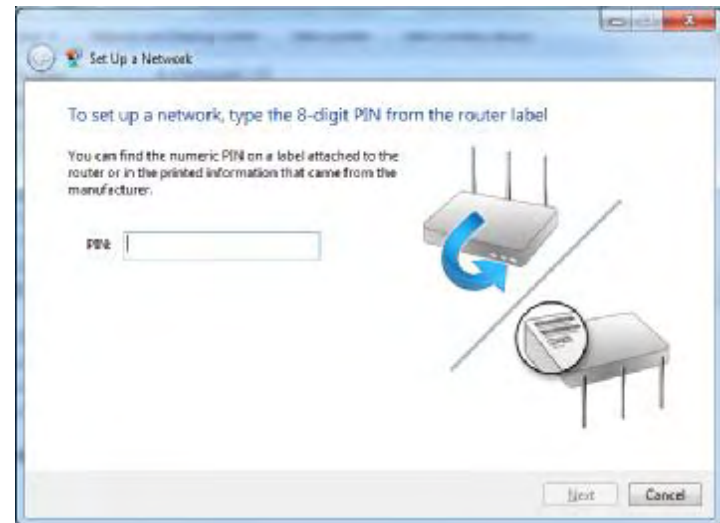 Set Up a Network
To set up a network, type the 8-digit PIN from the router label
You can find the numeric PIN on a label attached to the
router or in the printed information that came from the
manufacturer.
PIN:
Next
Cancel